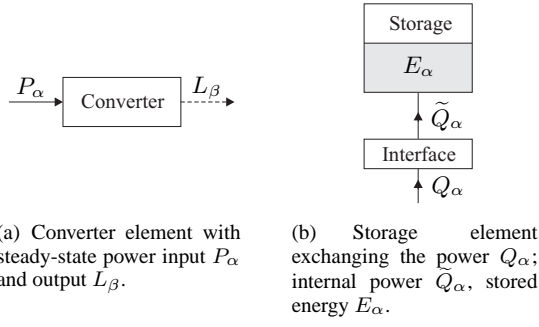 Storage
E_α
P_α
Converter
L_β
Q̃_α
Interface
Q_α
(a) Converter element with
steady-state power input P_α
and output L_β.
(b) Storage element
exchanging the power Q_α;
internal power Q̃_α, stored
energy E_α.